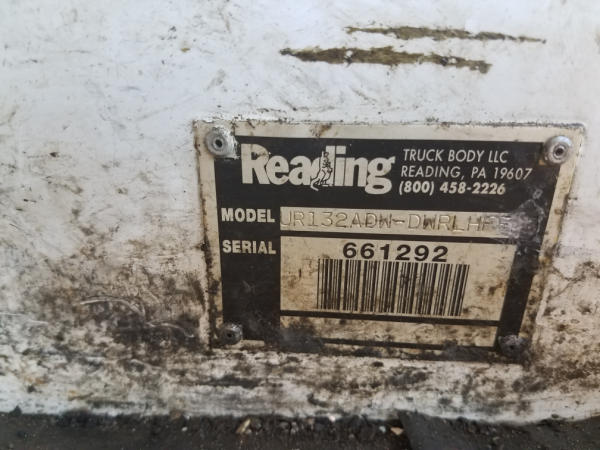 Reading
TRUCK BODY LLC
READING, PA 19607
(800) 458-2226
MODEL
SERIAL 661292